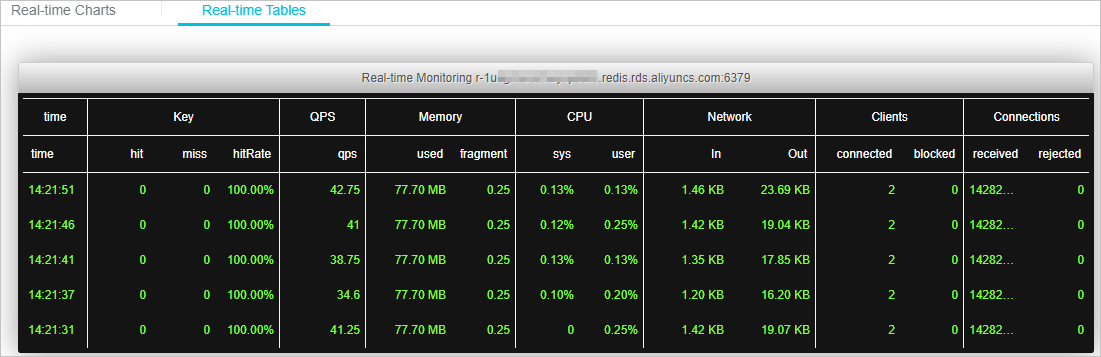 Real-time Charts Real-time Tables
Real-time Monitoring r-1u .redis.rds.aliyuncs.com:6379
time Key QPS Memory CPU Network Clients Connections
time hit miss hitRate qps used fragment sys user In Out connected blocked received rejected
14:21:51 0 0 100.00% 42.75 77.70 MB 0.25 0.13% 0.13% 1.46 KB 23.69 KB 2 0 14282... 0
14:21:46 0 0 100.00% 41 77.70 MB 0.25 0.12% 0.25% 1.42 KB 19.04 KB 2 0 14282... 0
14:21:41 0 0 100.00% 38.75 77.70 MB 0.25 0.13% 0.13% 1.35 KB 17.85 KB 2 0 14282... 0
14:21:37 0 0 100.00% 34.6 77.70 MB 0.25 0.10% 0.20% 1.20 KB 16.20 KB 2 0 14282... 0
14:21:31 0 0 100.00% 41.25 77.70 MB 0.25 0 0.25% 1.42 KB 19.07 KB 2 0 14282... 0